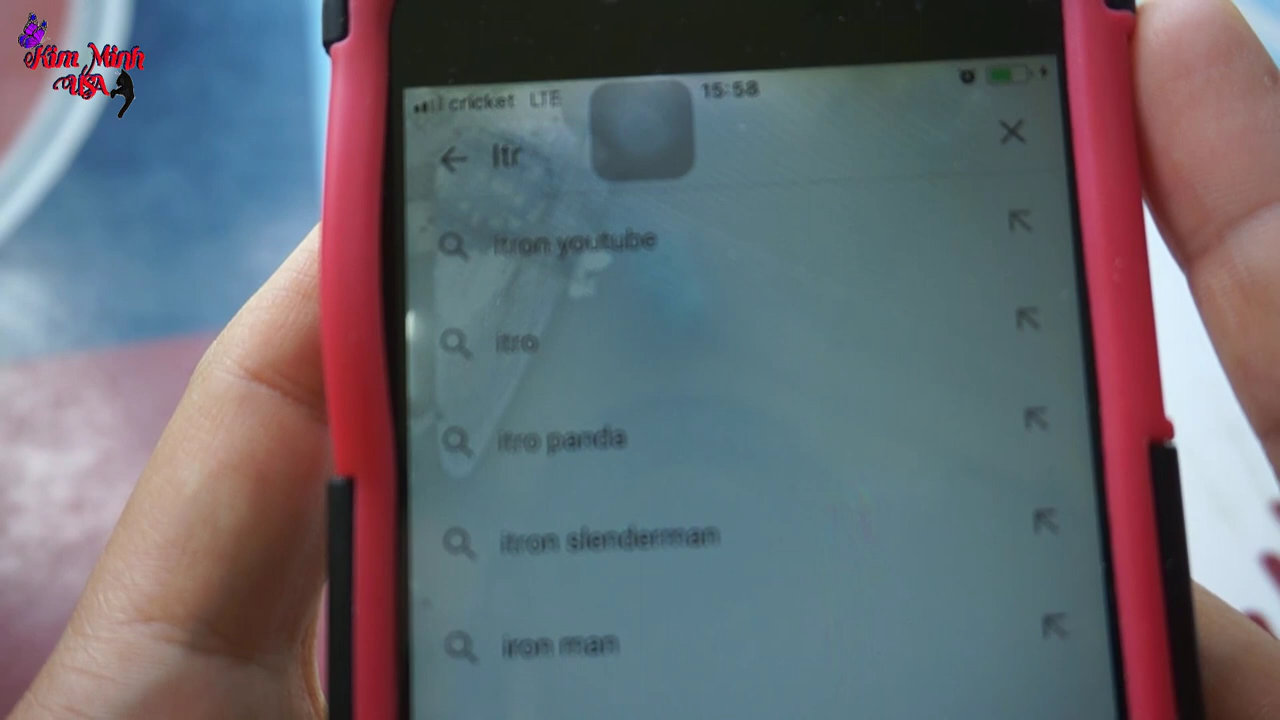 Kim Minh
USA
cricket LTE 15:58
Itr
itron youtube
itro
itro panda
itron slenderman
iron man